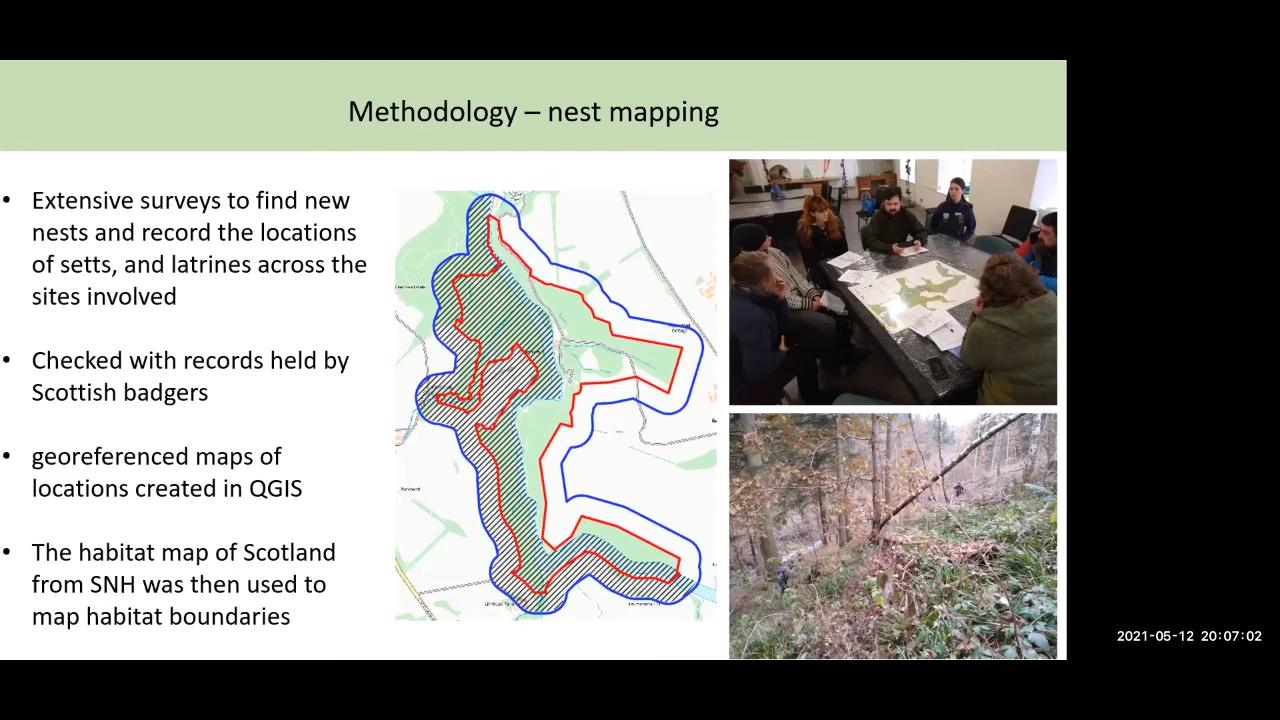 Methodology – nest mapping
• Extensive surveys to find new
nests and record the locations
of setts, and latrines across the
sites involved
• Checked with records held by
Scottish badgers
• georeferenced maps of
locations created in QGIS
• The habitat map of Scotland
from SNH was then used to
map habitat boundaries
2021-05-12 20:07:02